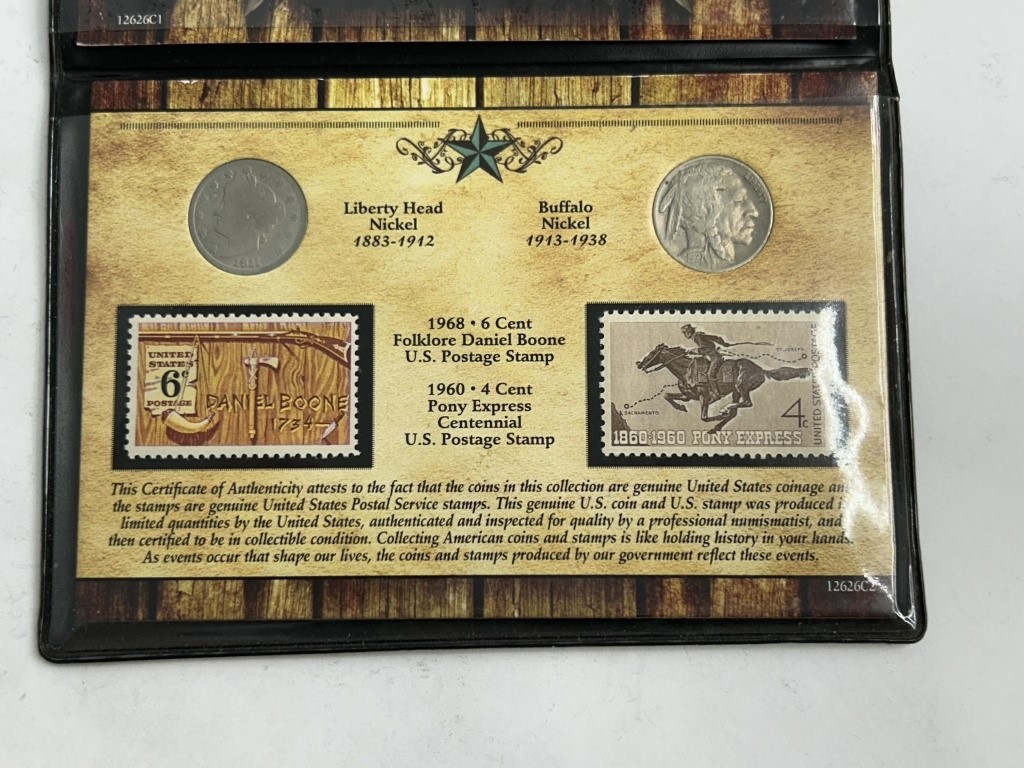 12626C1
Liberty Head
Nickel
1883-1912
Buffalo
Nickel
1913-1938
1968 • 6 Cent
Folklore Daniel Boone
U.S. Postage Stamp
1960 • 4 Cent
Pony Express
Centennial
U.S. Postage Stamp
UNITED
STATES
6c
POSTAGE
DANIEL BOONE
1734
ST. JOSEPH
SACRAMENTO
4c
UNITED STATES POSTAGE
1860-1960 PONY EXPRESS
This Certificate of Authenticity attests to the fact that the coins in this collection are genuine United States coinage an
the stamps are genuine United States Postal Service stamps. This genuine U.S. coin and U.S. stamp was produced i
limited quantities by the United States, authenticated and inspected for quality by a professional numismatist, and
then certified to be in collectible condition. Collecting American coins and stamps is like holding history in your hands.
As events occur that shape our lives, the coins and stamps produced by our government reflect these events.
12626C2